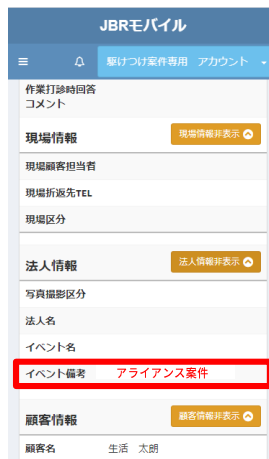 JBRモバイル
駆けつけ案件専用 アカウント
作業打診時回答
コメント
現場情報 現場情報非表示
現場顧客担当者
現場折返先TEL
現場区分
法人情報 法人情報非表示
写真撮影区分
法人名
イベント名
イベント備考 アライアンス案件
顧客情報 顧客情報非表示
顧客名 生活 太朗